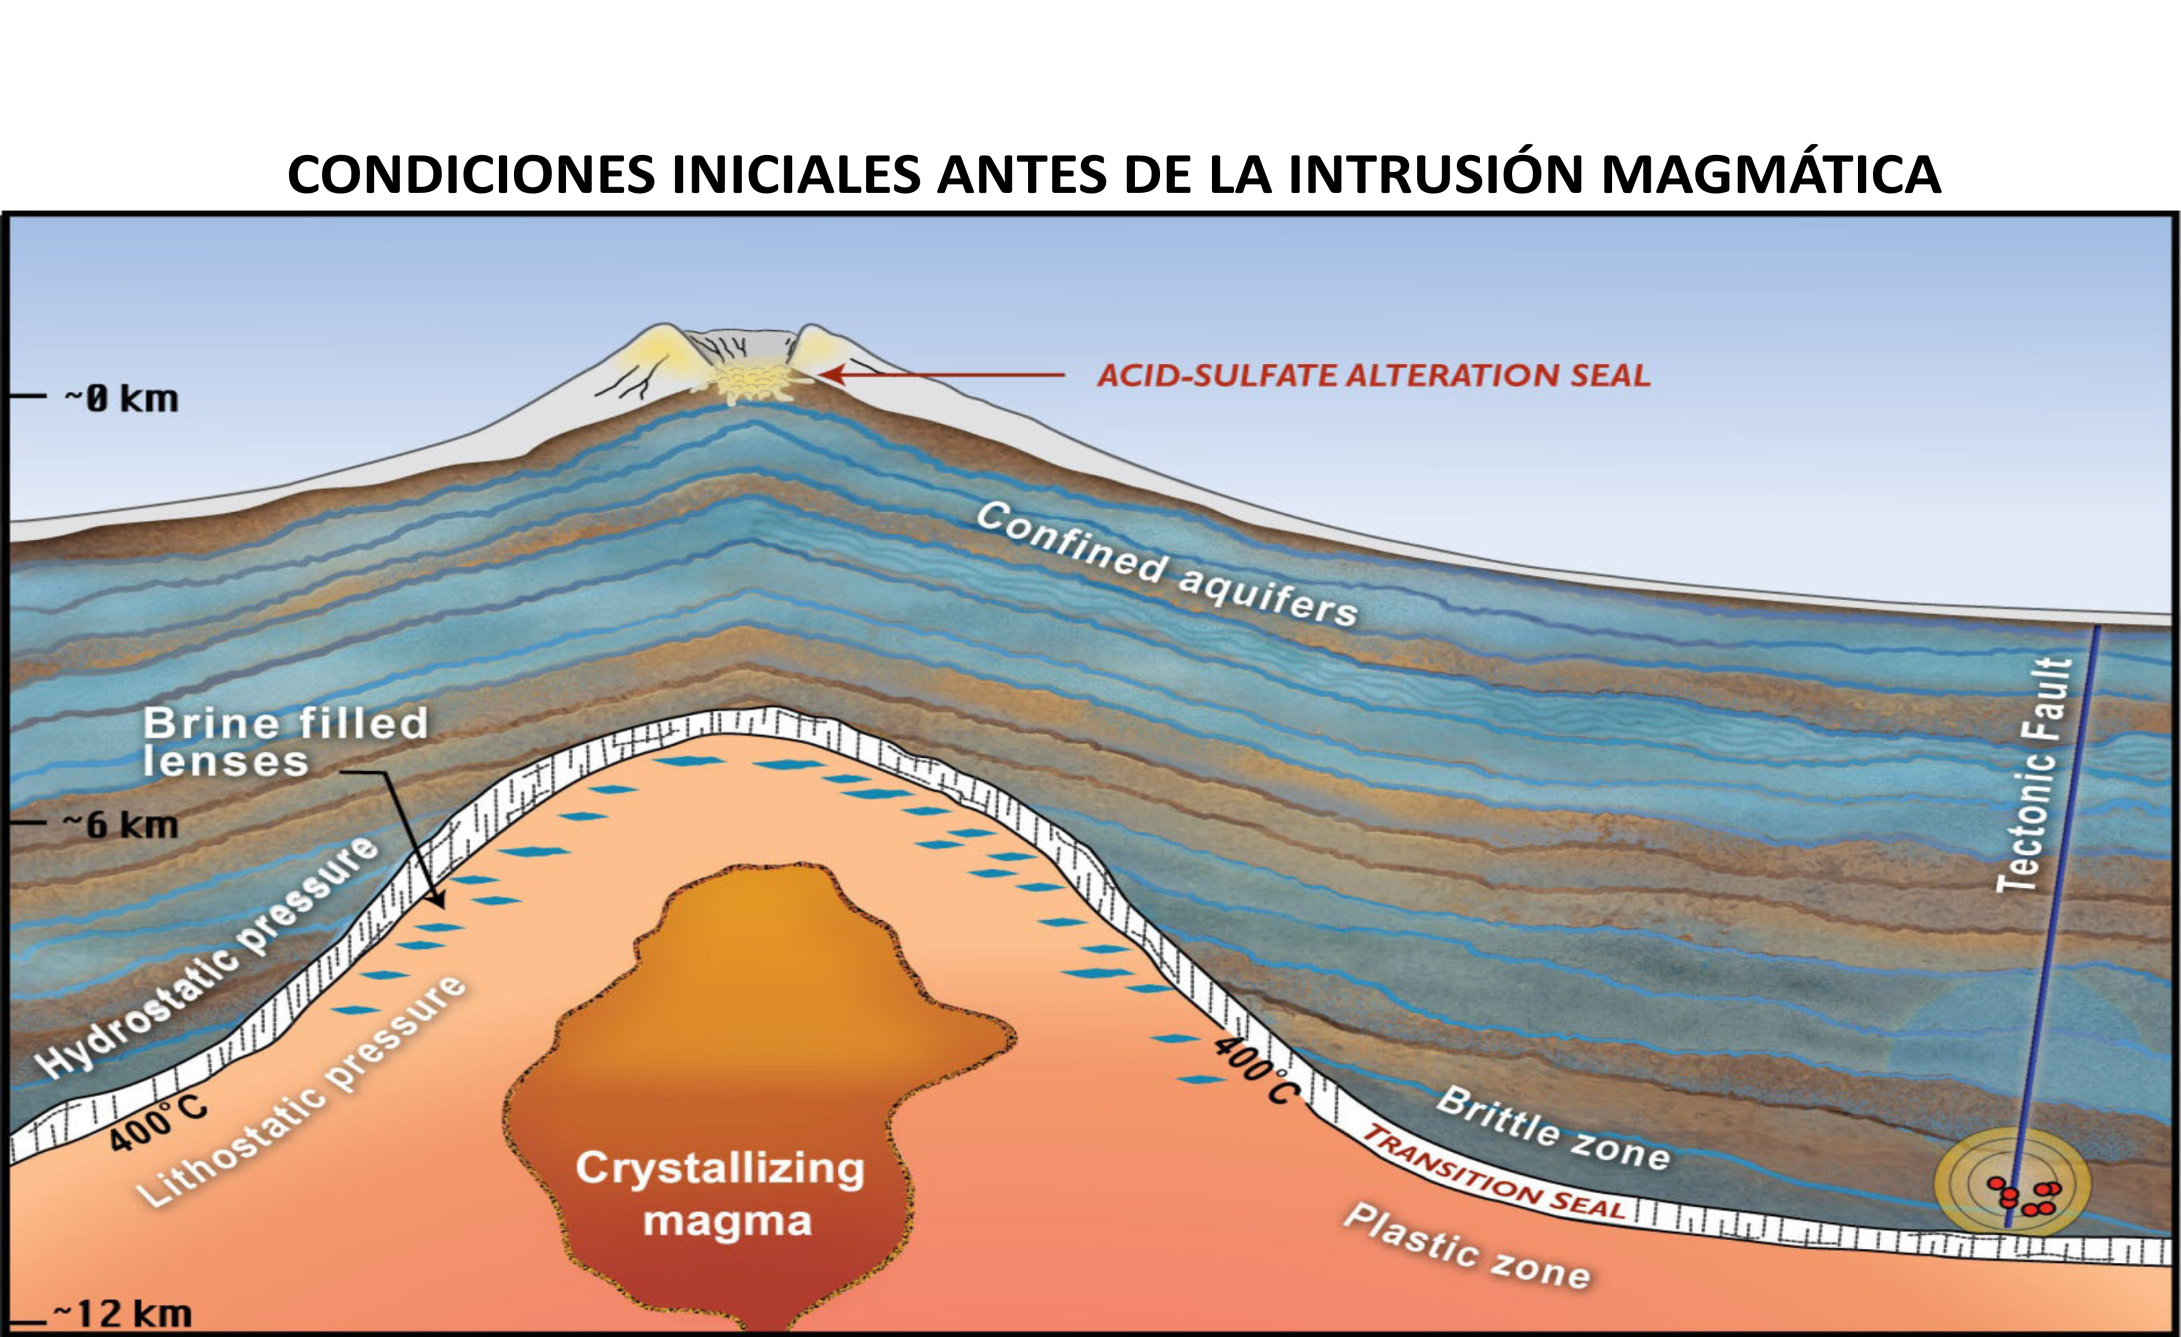 CONDICIONES INICIALES ANTES DE LA INTRUSIÓN MAGMÁTICA
~0 km
ACID-SULFATE ALTERATION SEAL
Confined aquifers
Brine filled
lenses
~6 km
Tectonic Fault
Hydrostatic pressure
400°C
Lithostatic pressure
400°C
Crystallizing
magma
Brittle zone
TRANSITION SEAL
Plastic zone
~12 km